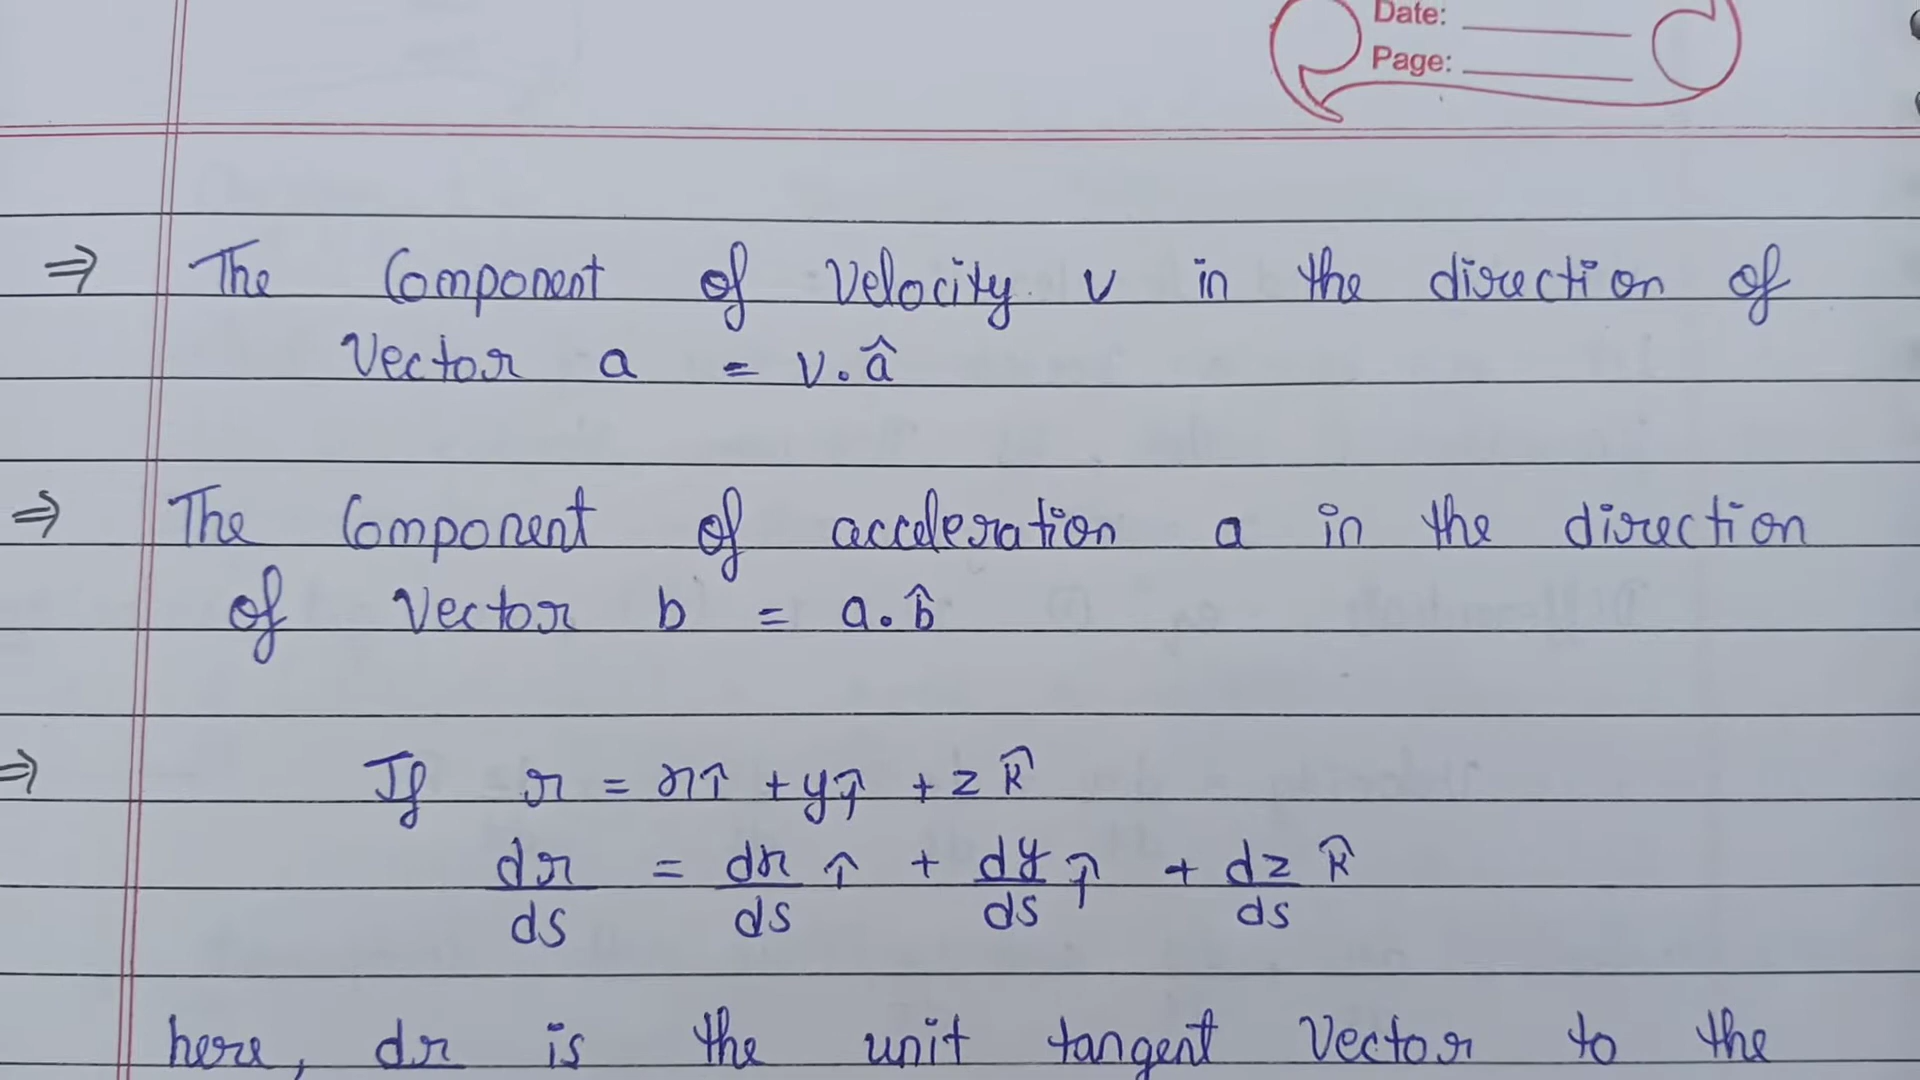 Date:
Page:
⇒ The Component of Velocity v in the direction of
Vector a = v.â
⇒ The Component of acceleration a in the direction
of Vector b = a.b̂
⇒ If r = xî + yĵ + z k̂
dr/ds = dx/ds î + dy/ds ĵ + dz/ds k̂
here, dr is the unit tangent Vector to the